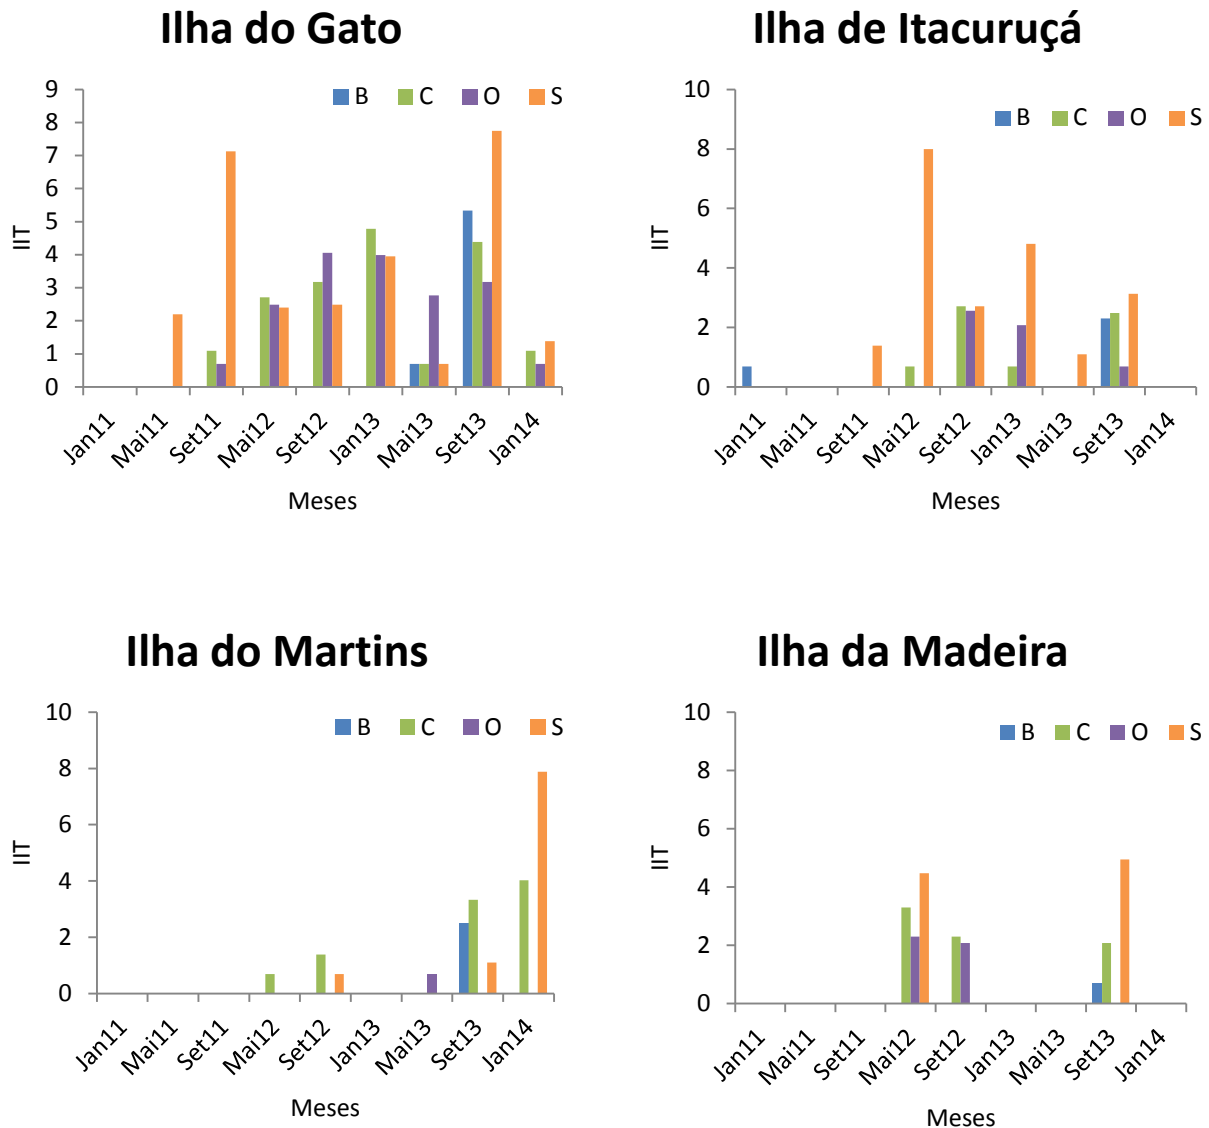 Ilha do Gato
B C O S
9
8
7
6
5
4
3
2
1
0
IIT
Jan11 Mai11 Set11 Mai12 Set12 Jan13 Mai13 Set13 Jan14
Meses
Ilha de Itacuruçá
B C O S
10
8
6
4
2
0
IIT
Jan11 Mai11 Set11 Mai12 Set12 Jan13 Mai13 Set13 Jan14
Meses
Ilha do Martins
B C O S
10
8
6
4
2
0
IIT
Jan11 Mai11 Set11 Mai12 Set12 Jan13 Mai13 Set13 Jan14
Meses
Ilha da Madeira
B C O S
10
8
6
4
2
0
IIT
Jan11 Mai11 Set11 Mai12 Set12 Jan13 Mai13 Set13 Jan14
Meses